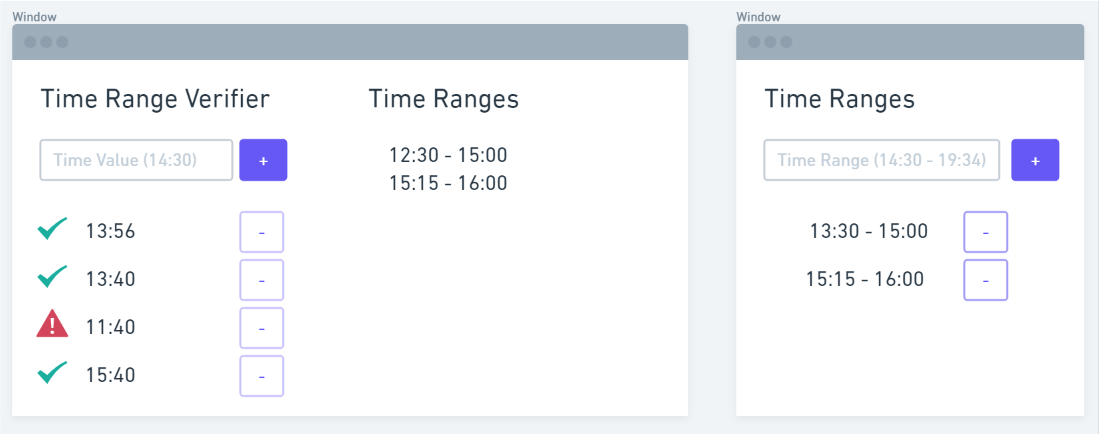 Window
Time Range Verifier
Time Value (14:30)
+
13:56
-
13:40
-
11:40
-
15:40
-
Time Ranges
12:30 - 15:00
15:15 - 16:00
Window
Time Ranges
Time Range (14:30 - 19:34)
+
13:30 - 15:00
-
15:15 - 16:00
-